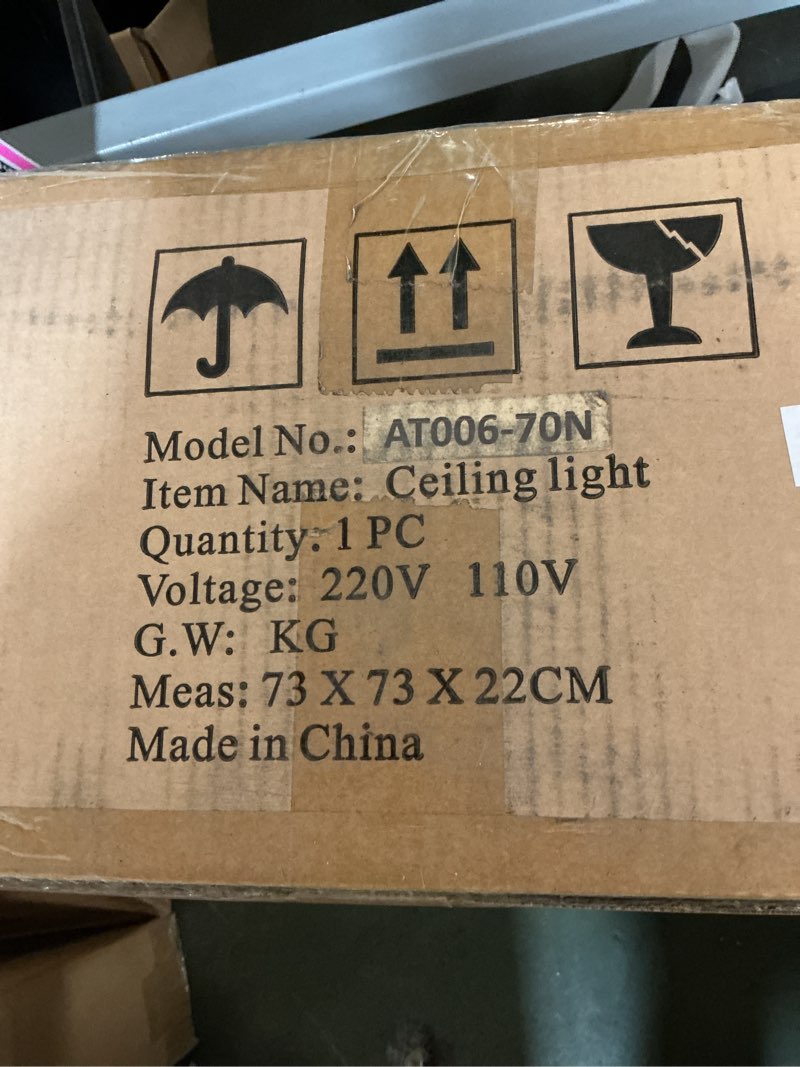 Model No.: AT006-70N
Item Name: Ceiling light
Quantity: 1 PC
Voltage: 220V 110V
G.W: KG
Meas: 73 X 73 X 22CM
Made in China